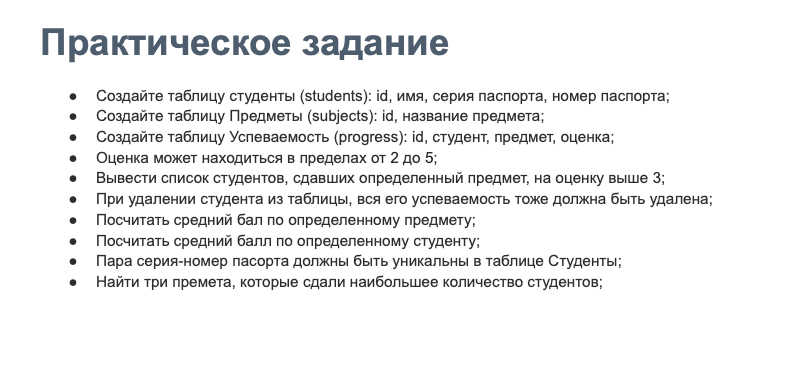 Практическое задание
● Создайте таблицу студенты (students): id, имя, серия паспорта, номер паспорта;
● Создайте таблицу Предметы (subjects): id, название предмета;
● Создайте таблицу Успеваемость (progress): id, студент, предмет, оценка;
● Оценка может находиться в пределах от 2 до 5;
● Вывести список студентов, сдавших определенный предмет, на оценку выше 3;
● При удалении студента из таблицы, вся его успеваемость тоже должна быть удалена;
● Посчитать средний бал по определенному предмету;
● Посчитать средний балл по определенному студенту;
● Пара серия-номер пасорта должны быть уникальны в таблице Студенты;
● Найти три премета, которые сдали наибольшее количество студентов;